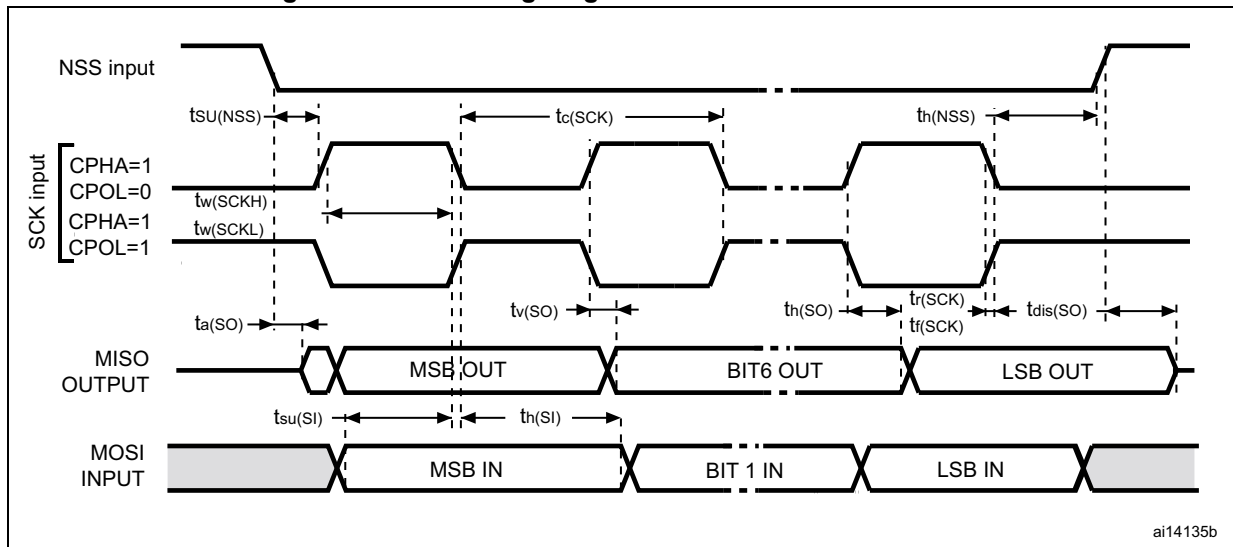 NSS input
tSU(NSS)
tc(SCK)
th(NSS)
SCK input
CPHA=1
CPOL=0
tw(SCKH)
CPHA=1
tw(SCKL)
CPOL=1
ta(SO)
tv(SO)
th(SO)
tr(SCK)
tf(SCK)
tdis(SO)
MISO
OUTPUT
MSB OUT
BIT6 OUT
LSB OUT
tsu(SI)
th(SI)
MOSI
INPUT
MSB IN
BIT 1 IN
LSB IN
ai14135b